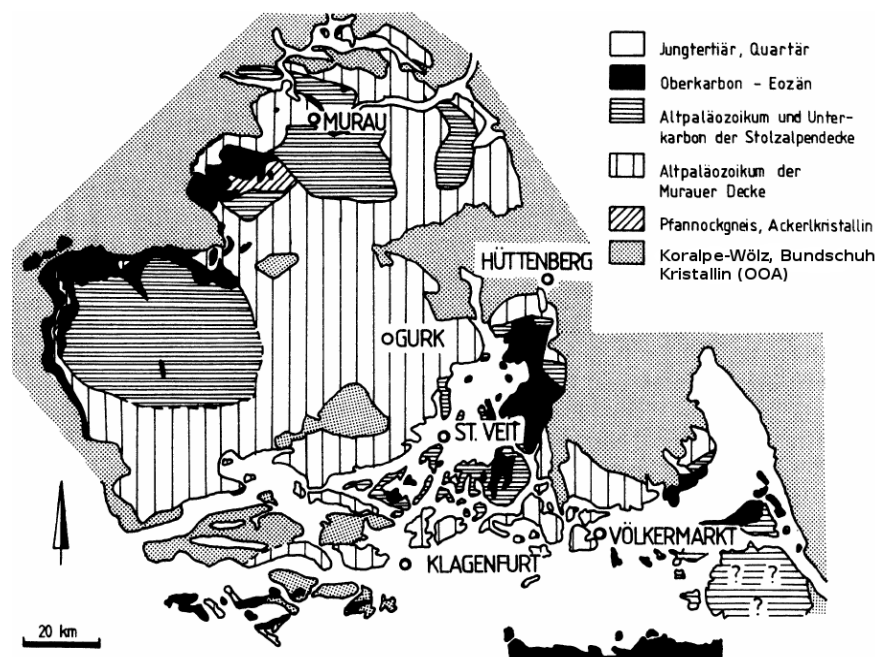 Jungtertiär, Quartär
Oberkarbon - Eozän
Altpaläozoikum und Unter-
karbon der Stolzalpendecke
Altpaläozoikum der
Murauer Decke
Pfannockgneis, Ackerlkristallin
Koralpe-Wölz, Bundschuh
Kristallin (OOA)
MURAU
HÜTTENBERG
GURK
ST. VEIT
VÖLKERMARKT
KLAGENFURT
? ?
?
20 km